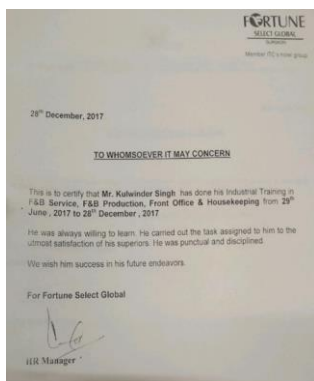 FORTUNE
SELECT GLOBAL
Member ITC's hotel group
28th December, 2017
TO WHOMSOEVER IT MAY CONCERN
This is to certify that Mr. Kulwinder Singh has done his Industrial Training in
F&B Service, F&B Production, Front Office & Housekeeping from 29th
June , 2017 to 28th December , 2017
He was always willing to learn. He carried out the task assigned to him to the
utmost satisfaction of his superiors. He was punctual and disciplined.
We wish him success in his future endeavors.
For Fortune Select Global
HR Manager